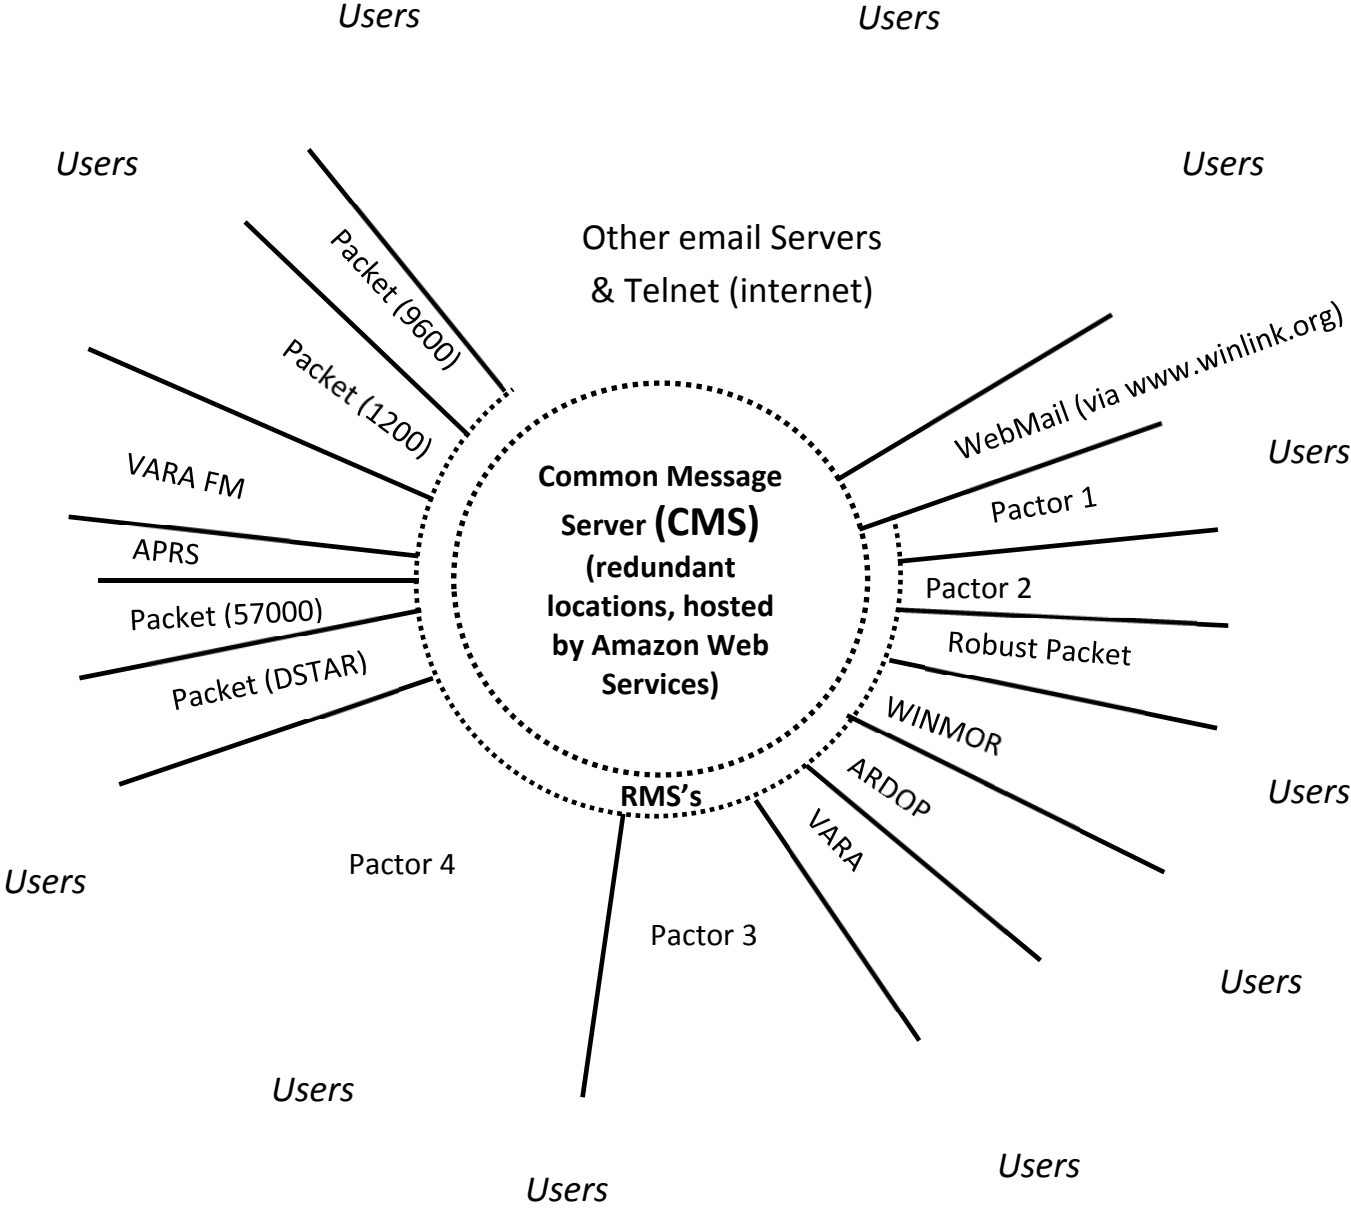 Users
Users
Users
Users
Other email Servers
& Telnet (internet)
Packet (9600)
Packet (1200)
WebMail (via www.winlink.org)
Users
VARA FM
Common Message
Server (CMS)
(redundant
locations, hosted
by Amazon Web
Services)
Pactor 1
APRS
Pactor 2
Packet (57000)
Robust Packet
Packet (DSTAR)
WINMOR
ARDOP
Users
RMS’s
VARA
Pactor 4
Users
Pactor 3
Users
Users
Users
Users